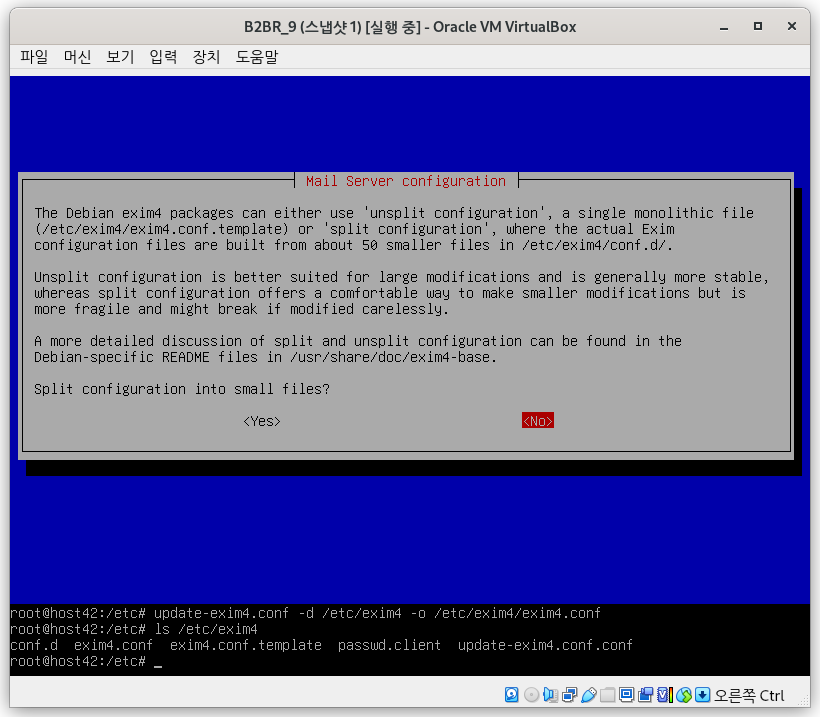 B2BR_9 (스냅샷 1) [실행 중] - Oracle VM VirtualBox
파일 머신 보기 입력 장치 도움말
Mail Server configuration
The Debian exim4 packages can either use 'unsplit configuration', a single monolithic file
(/etc/exim4/exim4.conf.template) or 'split configuration', where the actual Exim
configuration files are built from about 50 smaller files in /etc/exim4/conf.d/.
Unsplit configuration is better suited for large modifications and is generally more stable,
whereas split configuration offers a comfortable way to make smaller modifications but is
more fragile and might break if modified carelessly.
A more detailed discussion of split and unsplit configuration can be found in the
Debian-specific README files in /usr/share/doc/exim4-base.
Split configuration into small files?
<Yes> <No>
root@host42:/etc# update-exim4.conf -d /etc/exim4 -o /etc/exim4/exim4.conf
root@host42:/etc# ls /etc/exim4
conf.d exim4.conf exim4.conf.template passwd.client update-exim4.conf.conf
root@host42:/etc# _
오른쪽 Ctrl